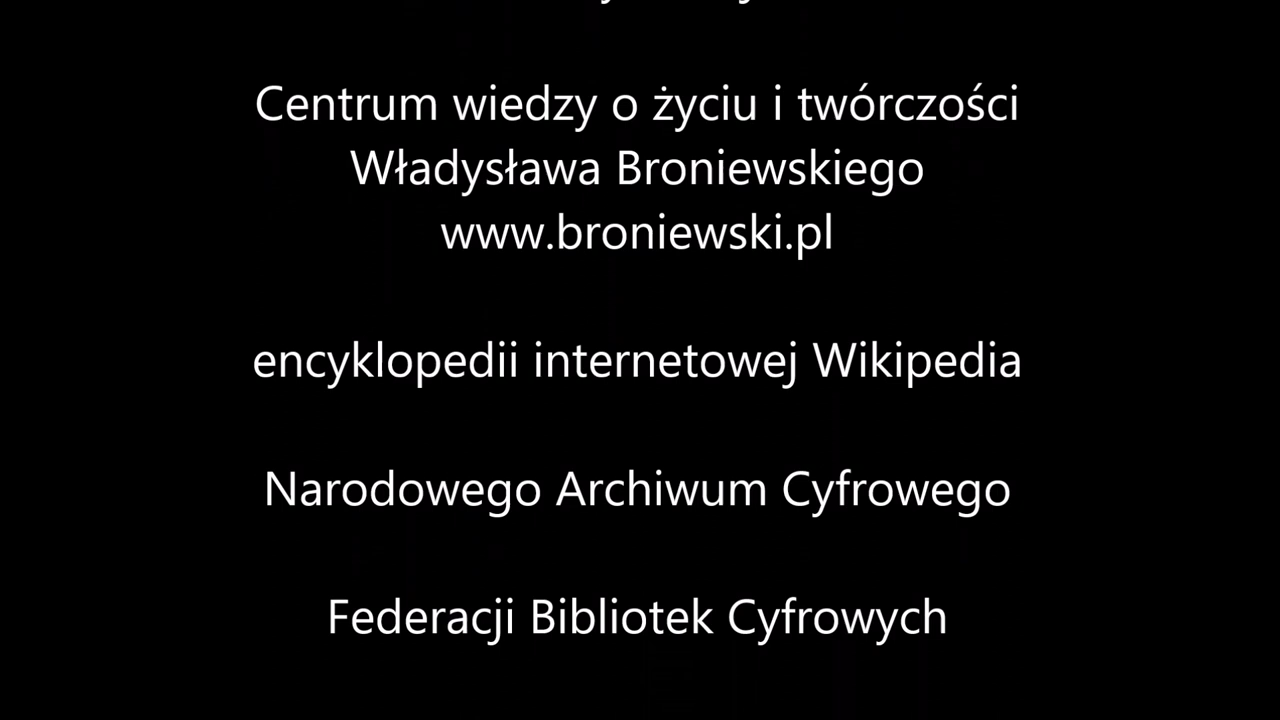 Centrum wiedzy o życiu i twórczości
Władysława Broniewskiego
www.broniewski.pl
encyklopedii internetowej Wikipedia
Narodowego Archiwum Cyfrowego
Federacji Bibliotek Cyfrowych